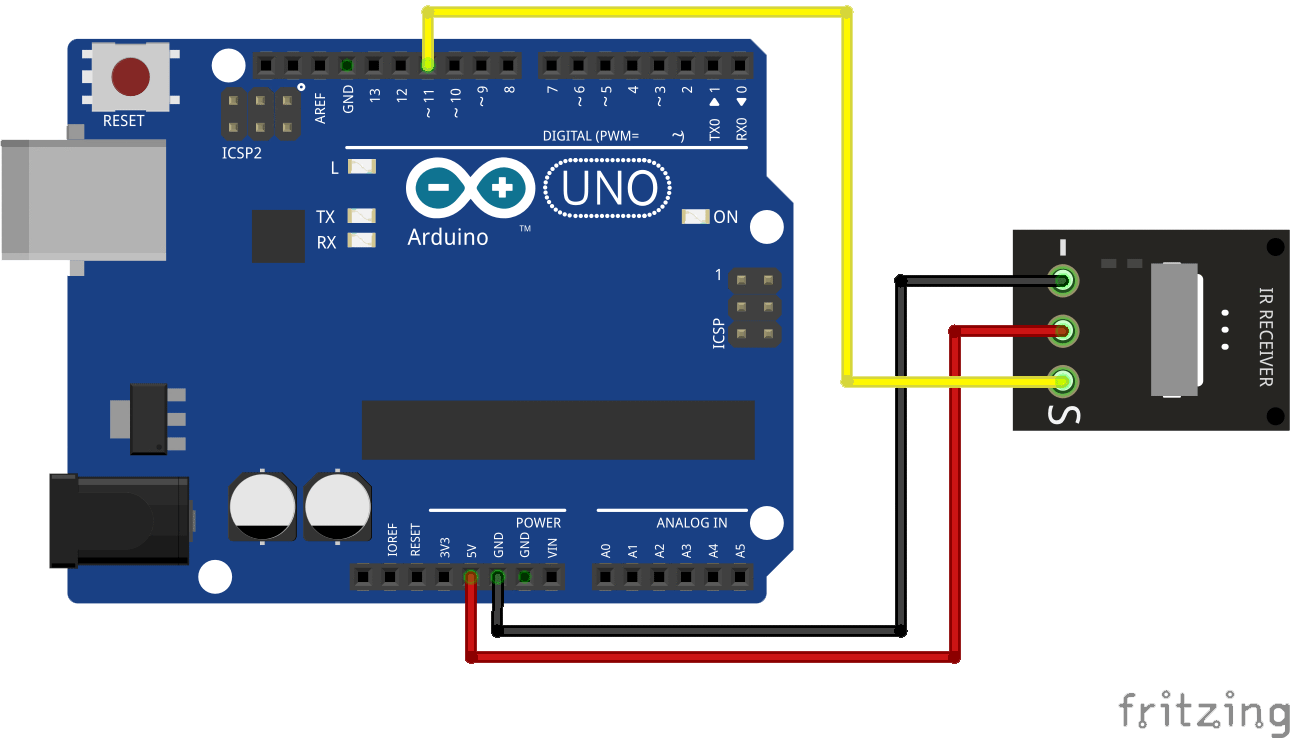 RESET
ICSP2
AREF
GND
13
12
~11
~10
~9
8
7
~6
~5
4
~3
2
TX0 ▶ 1
RX0 ◀ 0
DIGITAL (PWM= ~)
L
TX
RX
UNO
ON
Arduino
TM
1
ICSP
IOREF
RESET
3V3
5V
GND
GND
VIN
POWER
ANALOG IN
A0
A1
A2
A3
A4
A5
–
S
IR RECEIVER
fritzing